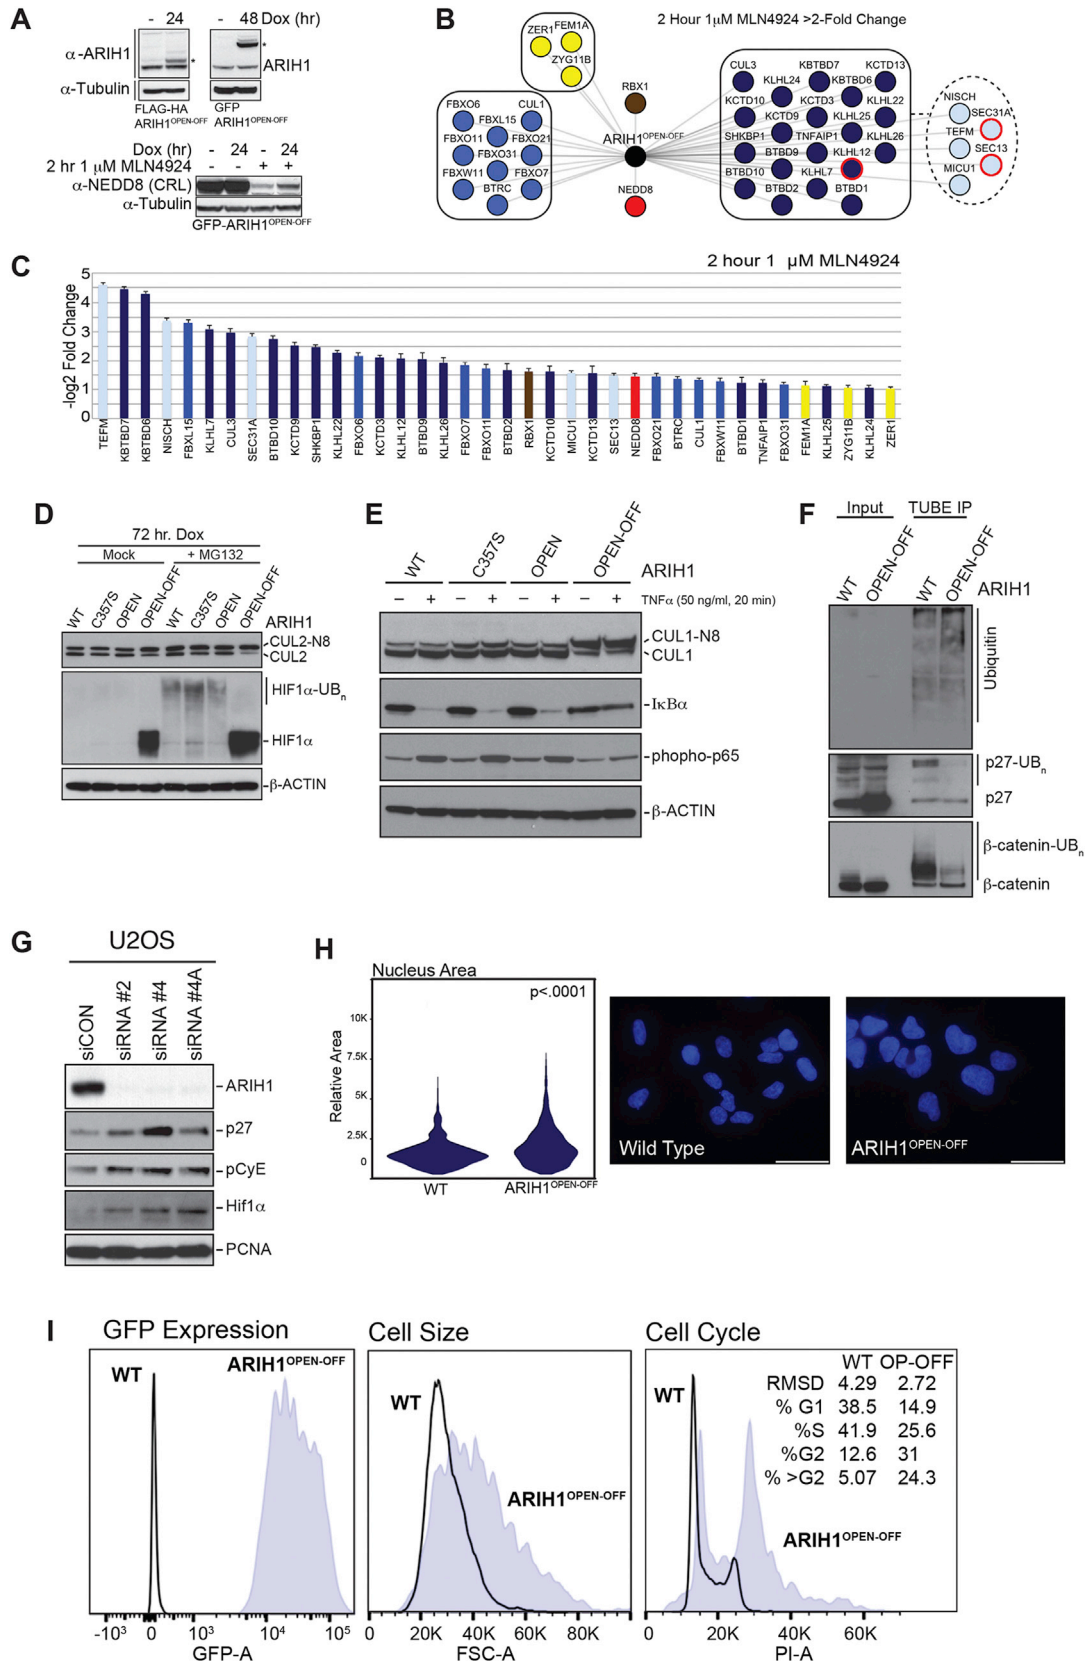 A
- 24 - 48 Dox (hr)
α-ARIH1
*
*
ARIH1
α-Tubulin
FLAG-HA
ARIH1OPEN-OFF
GFP
ARIH1OPEN-OFF
Dox (hr) - 24 - 24
2 hr 1 μM MLN4924 - - + +
α-NEDD8 (CRL)
α-Tubulin
GFP-ARIH1OPEN-OFF
B
2 Hour 1μM MLN4924 >2-Fold Change
ZER1 FEM1A
ZYG11B
RBX1
ARIH1OPEN-OFF
NEDD8
FBXO6 CUL1
FBXL15
FBXO11 FBXO21
FBXO31
FBXW11 FBXO7
BTRC
CUL3 KBTBD7 KCTD13
KLHL24 KBTBD6
KCTD10 KCTD3 KLHL22
KCTD9 KLHL25
SHKBP1 TNFAIP1 KLHL26
BTBD9 KLHL12
BTBD10 KLHL7
BTBD2 BTBD1
NISCH
SEC31A
TEFM
SEC13
MICU1
C
2 hour 1 μM MLN4924
-log2 Fold Change
5
4
3
2
1
0
TEFM KBTBD7 KBTBD6 NISCH FBXL15 KLHL7 CUL3 SEC31A BTBD10 KCTD9 SHKBP1 KLHL22 FBXO6 KCTD3 KLHL12 BTBD9 KLHL26 FBXO7 FBXO11 BTBD2 RBX1 KCTD10 MICU1 KCTD13 SEC13 NEDD8 FBXO21 BTRC CUL1 FBXW11 BTBD1 TNFAIP1 FBXO31 FEM1A KLHL25 ZYG11B KLHL24 ZER1
D
72 hr. Dox
Mock + MG132
WT C357S OPEN OPEN-OFF WT C357S OPEN OPEN-OFF ARIH1
CUL2-N8
CUL2
HIF1α-UBn
HIF1α
β-ACTIN
E
WT C357S OPEN OPEN-OFF ARIH1
- + - + - + - + TNFα (50 ng/ml, 20 min)
CUL1-N8
CUL1
IκBα
phopho-p65
β-ACTIN
F
Input TUBE IP
WT OPEN-OFF WT OPEN-OFF ARIH1
Ubiquitin
p27-UBn
p27
β-catenin-UBn
β-catenin
G
U2OS
siCON siRNA #2 siRNA #4 siRNA #4A
ARIH1
p27
pCyE
Hif1α
PCNA
H
Nucleus Area
p<.0001
Relative Area
10K
7.5K
5K
2.5K
0
WT ARIH1OPEN-OFF
Wild Type
ARIH1OPEN-OFF
I
GFP Expression
WT
ARIH1OPEN-OFF
-10³ 0 10³ 10⁴ 10⁵
GFP-A
Cell Size
WT
ARIH1OPEN-OFF
0 20K 40K 60K 80K
FSC-A
Cell Cycle
WT
WT OP-OFF
RMSD 4.29 2.72
% G1 38.5 14.9
%S 41.9 25.6
%G2 12.6 31
% >G2 5.07 24.3
ARIH1OPEN-OFF
0 20K 40K 60K
PI-A